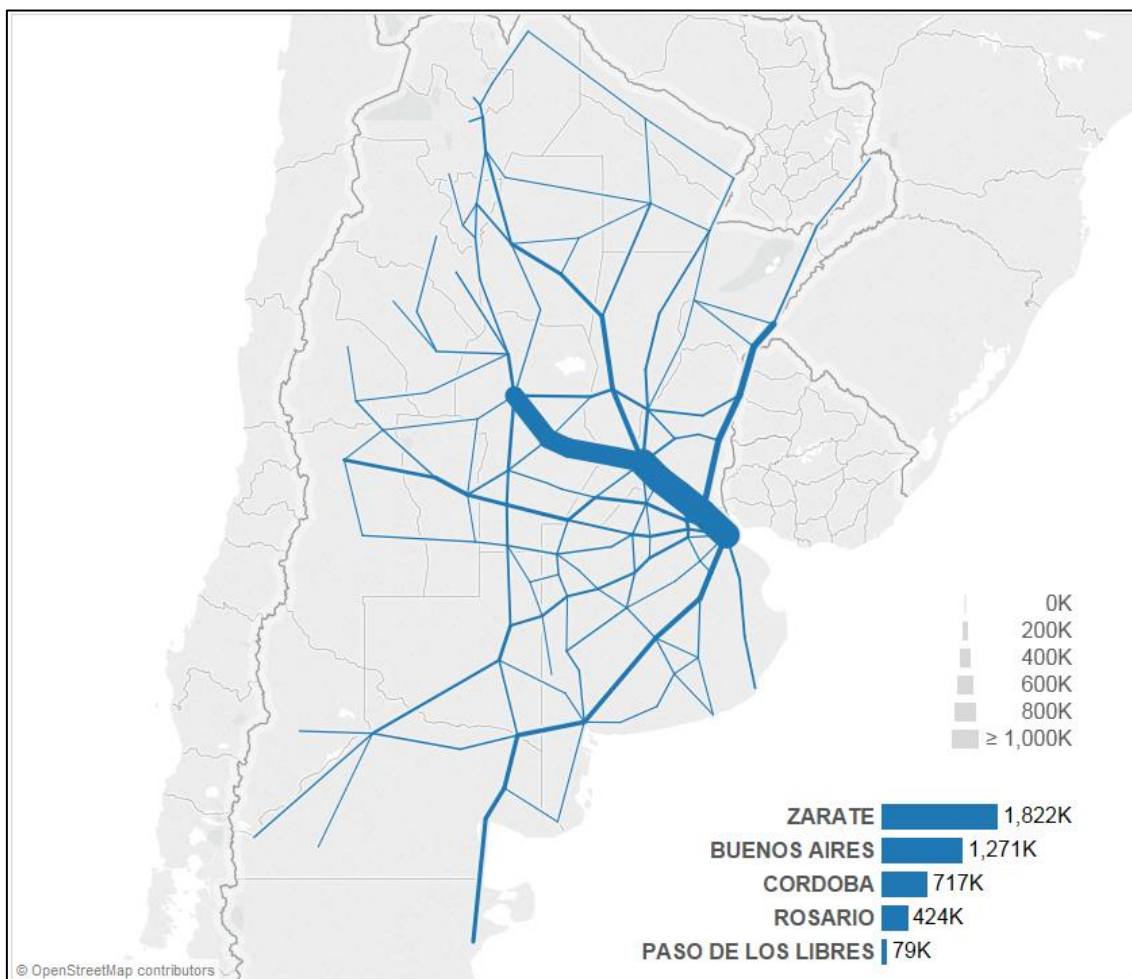 0K
200K
400K
600K
800K
≥ 1,000K
ZARATE 1,822K
BUENOS AIRES 1,271K
CORDOBA 717K
ROSARIO 424K
PASO DE LOS LIBRES 79K
© OpenStreetMap contributors